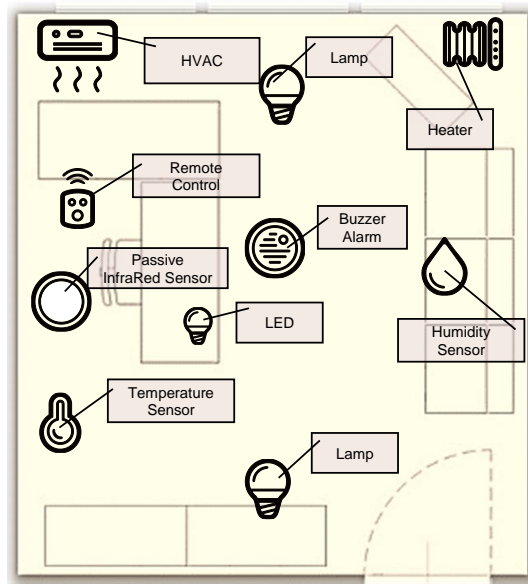 HVAC
Lamp
Heater
Remote
Control
Buzzer
Alarm
Passive
InfraRed Sensor
LED
Humidity
Sensor
Temperature
Sensor
Lamp